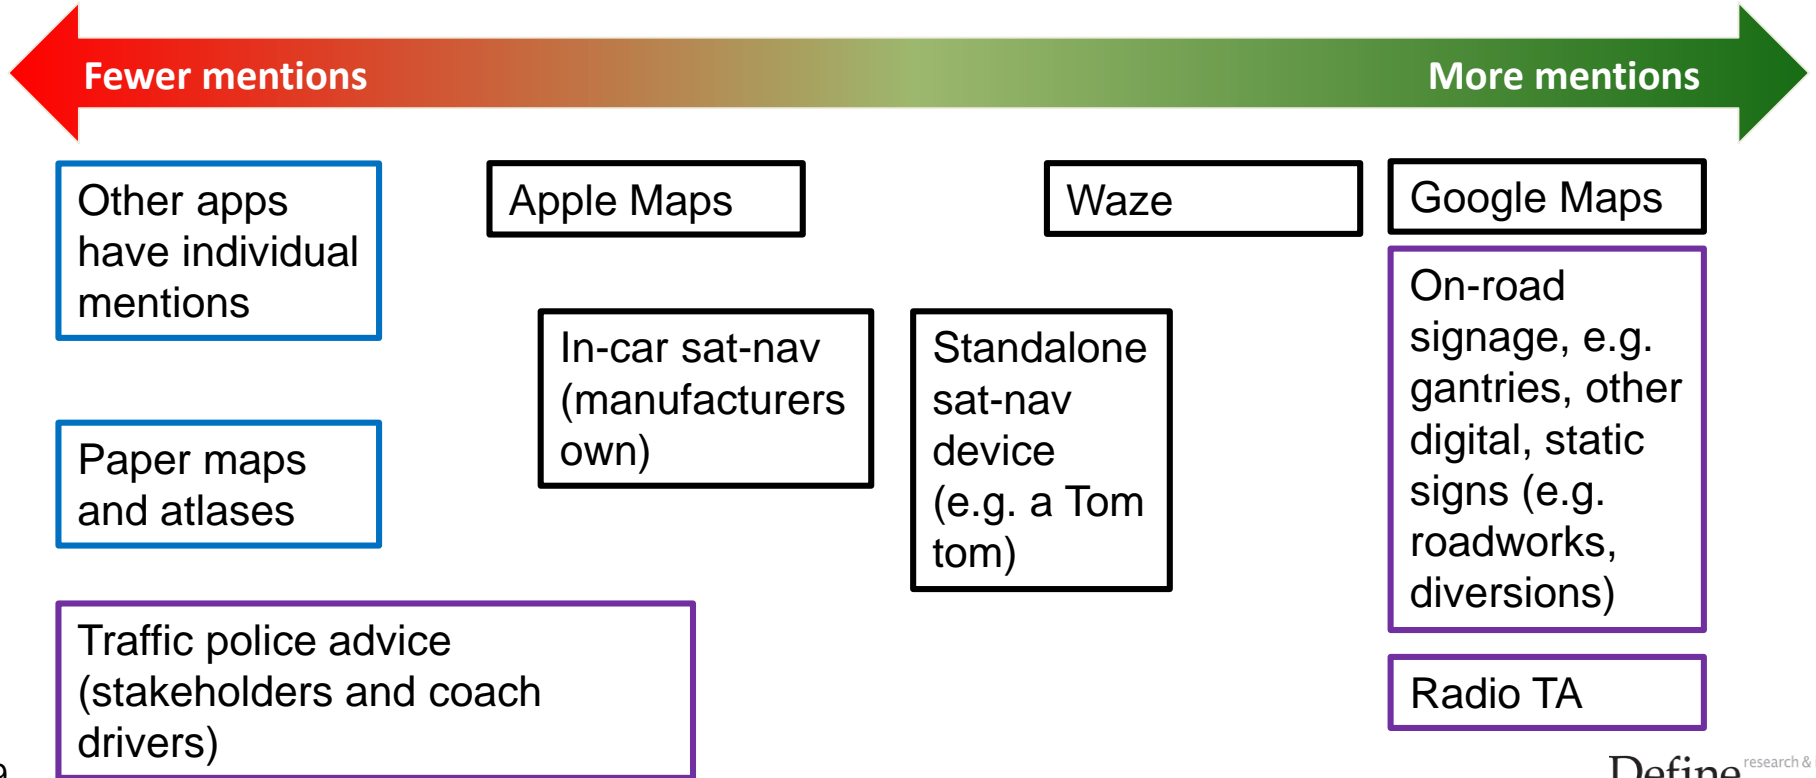 Fewer mentions
More mentions
Other apps
have individual
mentions
Apple Maps
Waze
Google Maps
In-car sat-nav
(manufacturers
own)
Standalone
sat-nav
device
(e.g. a Tom
tom)
On-road
signage, e.g.
gantries, other
digital, static
signs (e.g.
roadworks,
diversions)
Paper maps
and atlases
Traffic police advice
(stakeholders and coach
drivers)
Radio TA
Define research &